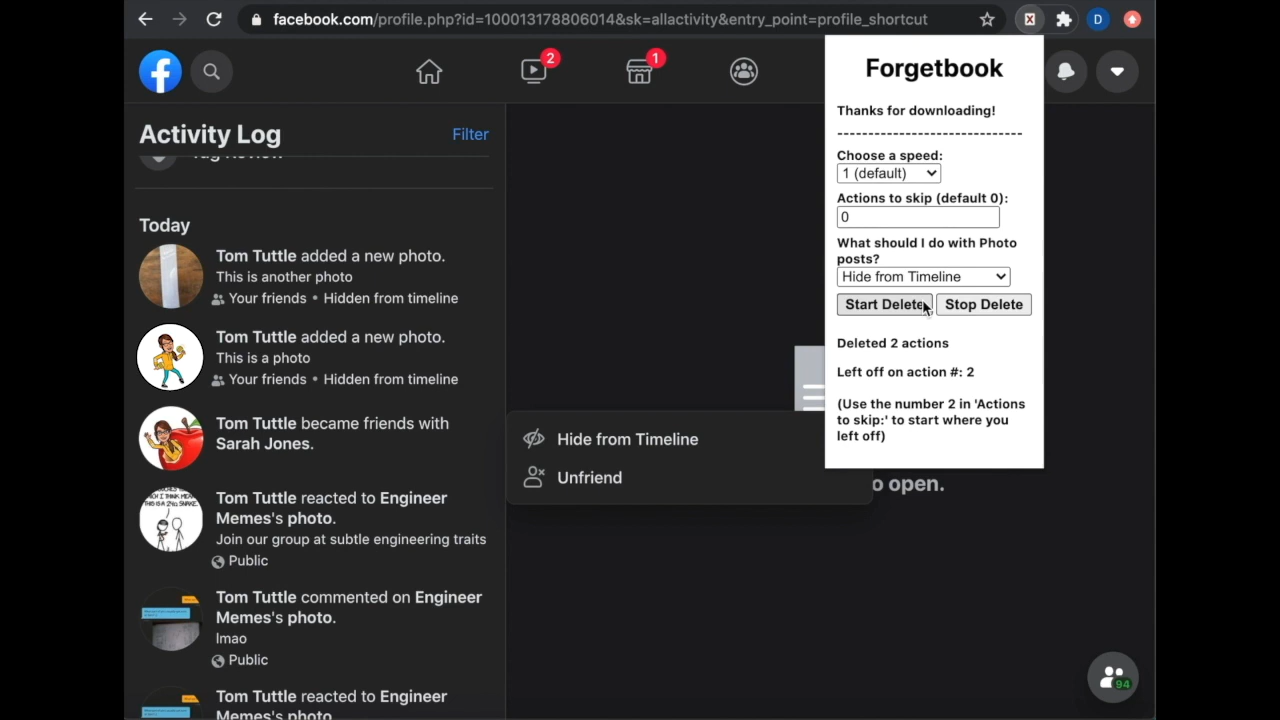 facebook.com/profile.php?id=100013178806014&sk=allactivity&entry_point=profile_shortcut
X
D
2
1
Activity Log
Filter
Tag Review
Today
Tom Tuttle added a new photo.
This is another photo
Your friends • Hidden from timeline
Tom Tuttle added a new photo.
This is a photo
Your friends • Hidden from timeline
Tom Tuttle became friends with
Sarah Jones.
Tom Tuttle reacted to Engineer
Memes's photo.
Join our group at subtle engineering traits
Public
Tom Tuttle commented on Engineer
Memes's photo.
lmao
Public
Tom Tuttle reacted to Engineer
Memes's photo.
Hide from Timeline
Unfriend
o open.
Forgetbook
Thanks for downloading!
------------------------------
Choose a speed:
1 (default)
Actions to skip (default 0):
0
What should I do with Photo
posts?
Hide from Timeline
Start Delete Stop Delete
Deleted 2 actions
Left off on action #: 2
(Use the number 2 in 'Actions
to skip:' to start where you
left off)
94